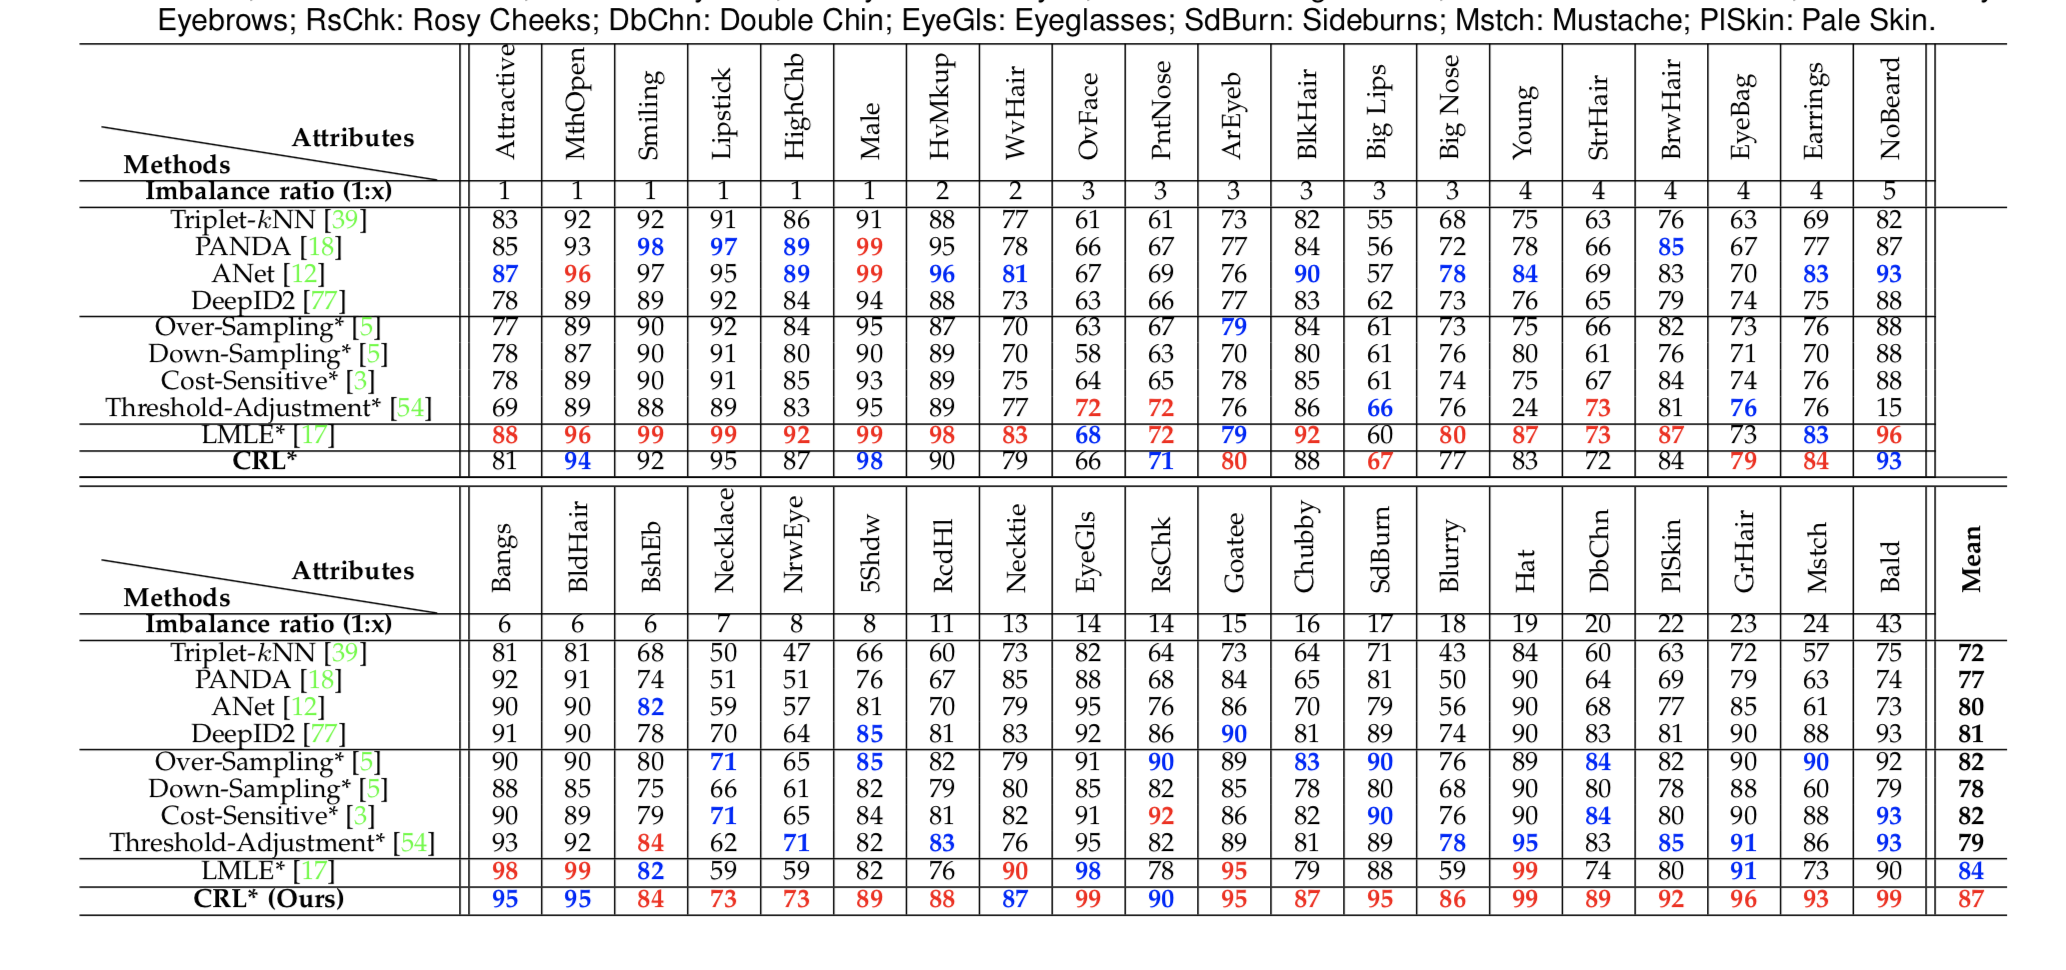 Eyebrows; RsChk: Rosy Cheeks; DbChn: Double Chin; EyeGls: Eyeglasses; SdBurn: Sideburns; Mstch: Mustache; PlSkin: Pale Skin.
Attributes Attractive MthOpen Smiling Lipstick HighChb Male HvMkup WvHair OvFace PntNose ArEyeb BlkHair Big Lips Big Nose Young StrHair BrwHair EyeBag Earrings NoBeard
Methods
Imbalance ratio (1:x) 1 1 1 1 1 1 2 2 3 3 3 3 3 3 4 4 4 4 4 5
Triplet-kNN [39] 83 92 92 91 86 91 88 77 61 61 73 82 55 68 75 63 76 63 69 82
PANDA [18] 85 93 98 97 89 99 95 78 66 67 77 84 56 72 78 66 85 67 77 87
ANet [12] 87 96 97 95 89 99 96 81 67 69 76 90 57 78 84 69 83 70 83 93
DeepID2 [77] 78 89 89 92 84 94 88 73 63 66 77 83 62 73 76 65 79 74 75 88
Over-Sampling* [5] 77 89 90 92 84 95 87 70 63 67 79 84 61 73 75 66 82 73 76 88
Down-Sampling* [5] 78 87 90 91 80 90 89 70 58 63 70 80 61 76 80 61 76 71 70 88
Cost-Sensitive* [3] 78 89 90 91 85 93 89 75 64 65 78 85 61 74 75 67 84 74 76 88
Threshold-Adjustment* [54] 69 89 88 89 83 95 89 77 72 72 76 86 66 76 24 73 81 76 76 15
LMLE* [17] 88 96 99 99 92 99 98 83 68 72 79 92 60 80 87 73 87 73 83 96
CRL* 81 94 92 95 87 98 90 79 66 71 80 88 67 77 83 72 84 79 84 93
Attributes Bangs BldHair BshEb Necklace NrwEye 5Shdw RcdHl Necktie EyeGls RsChk Goatee Chubby SdBurn Blurry Hat DbChn PlSkin GrHair Mstch Bald Mean
Methods
Imbalance ratio (1:x) 6 6 6 7 8 8 11 13 14 14 15 16 17 18 19 20 22 23 24 43
Triplet-kNN [39] 81 81 68 50 47 66 60 73 82 64 73 64 71 43 84 60 63 72 57 75 72
PANDA [18] 92 91 74 51 51 76 67 85 88 68 84 65 81 50 90 64 69 79 63 74 77
ANet [12] 90 90 82 59 57 81 70 79 95 76 86 70 79 56 90 68 77 85 61 73 80
DeepID2 [77] 91 90 78 70 64 85 81 83 92 86 90 81 89 74 90 83 81 90 88 93 81
Over-Sampling* [5] 90 90 80 71 65 85 82 79 91 90 89 83 90 76 89 84 82 90 90 92 82
Down-Sampling* [5] 88 85 75 66 61 82 79 80 85 82 85 78 80 68 90 80 78 88 60 79 78
Cost-Sensitive* [3] 90 89 79 71 65 84 81 82 91 92 86 82 90 76 90 84 80 90 88 93 82
Threshold-Adjustment* [54] 93 92 84 62 71 82 83 76 95 82 89 81 89 78 95 83 85 91 86 93 79
LMLE* [17] 98 99 82 59 59 82 76 90 98 78 95 79 88 59 99 74 80 91 73 90 84
CRL* (Ours) 95 95 84 73 73 89 88 87 99 90 95 87 95 86 99 89 92 96 93 99 87